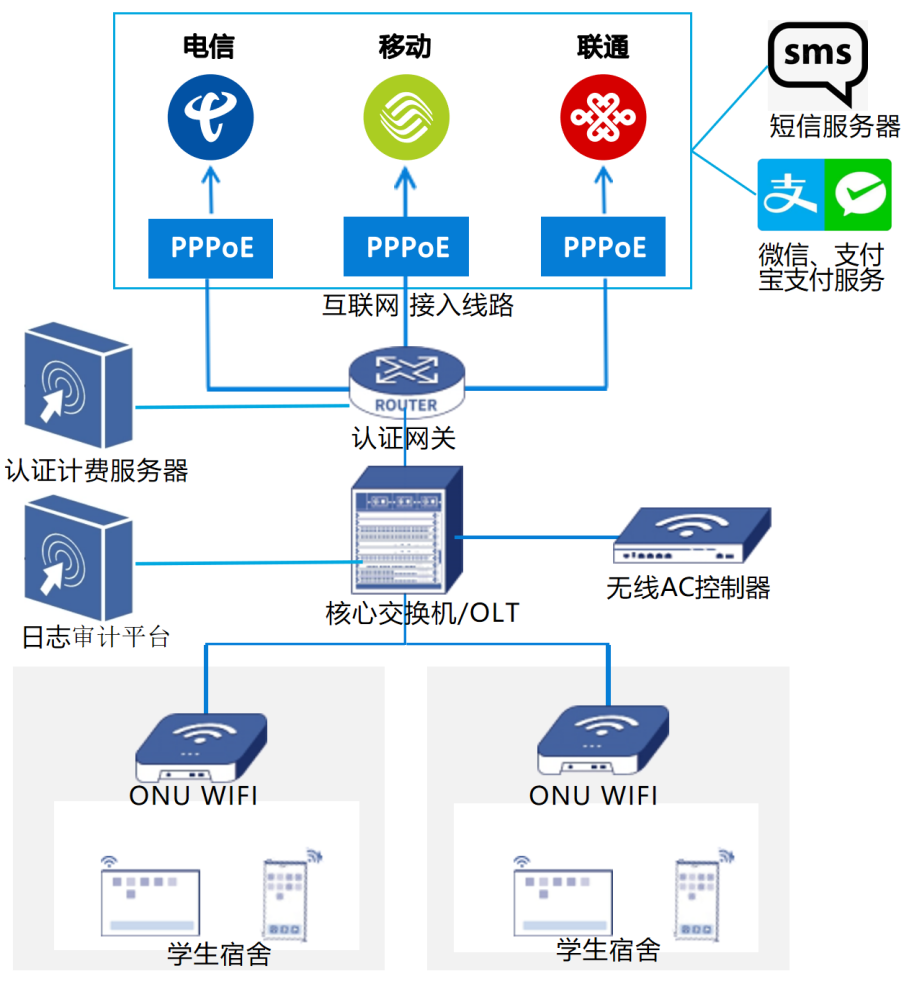 电信
移动
联通
sms
短信服务器
支
PPPoE
PPPoE
PPPoE
微信、支付
宝支付服务
互联网 接入线路
ROUTER
认证网关
认证计费服务器
无线AC控制器
核心交换机/OLT
日志审计平台
ONU WIFI
ONU WIFI
学生宿舍
学生宿舍